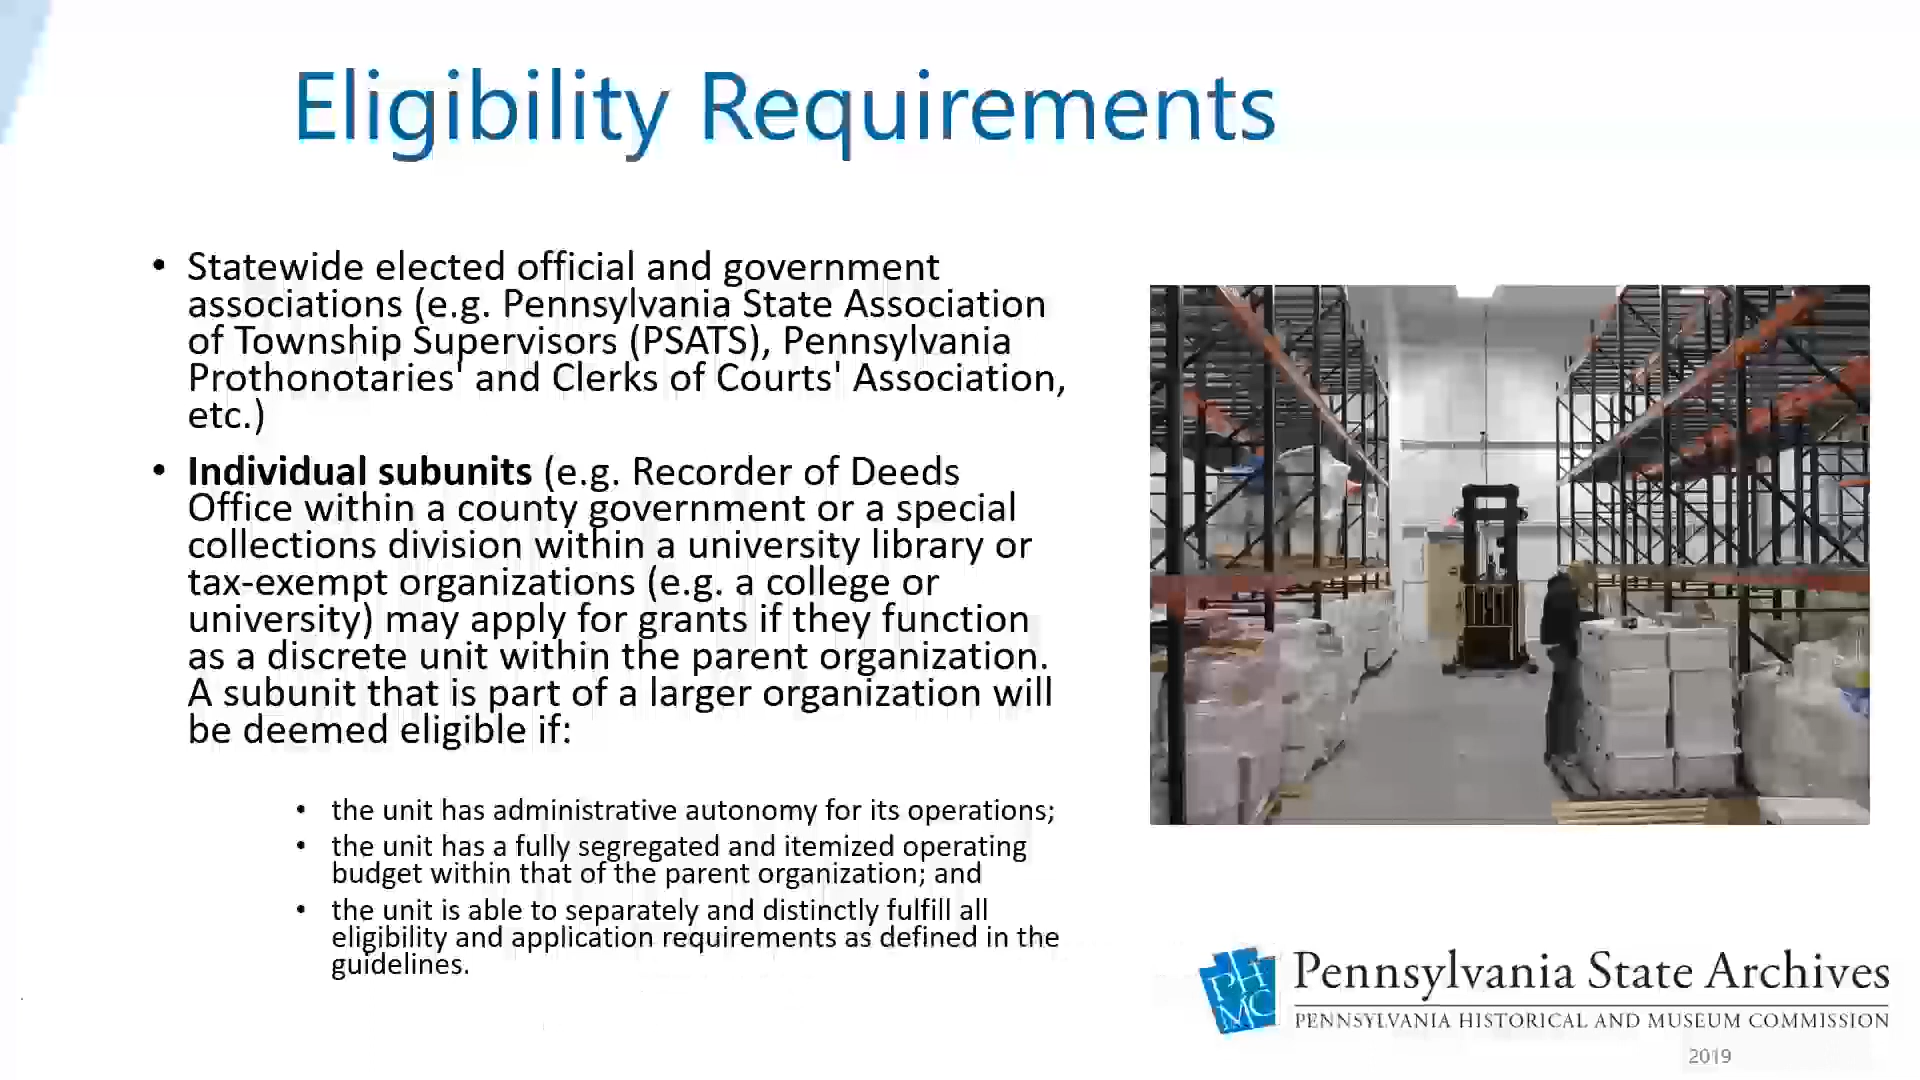 Eligibility Requirements
• Statewide elected official and government
associations (e.g. Pennsylvania State Association
of Township Supervisors (PSATS), Pennsylvania
Prothonotaries' and Clerks of Courts' Association,
etc.)
• Individual subunits (e.g. Recorder of Deeds
Office within a county government or a special
collections division within a university library or
tax-exempt organizations (e.g. a college or
university) may apply for grants if they function
as a discrete unit within the parent organization.
A subunit that is part of a larger organization will
be deemed eligible if:
• the unit has administrative autonomy for its operations;
• the unit has a fully segregated and itemized operating
budget within that of the parent organization; and
• the unit is able to separately and distinctly fulfill all
eligibility and application requirements as defined in the
guidelines.
PH
MC
Pennsylvania State Archives
PENNSYLVANIA HISTORICAL AND MUSEUM COMMISSION
2019